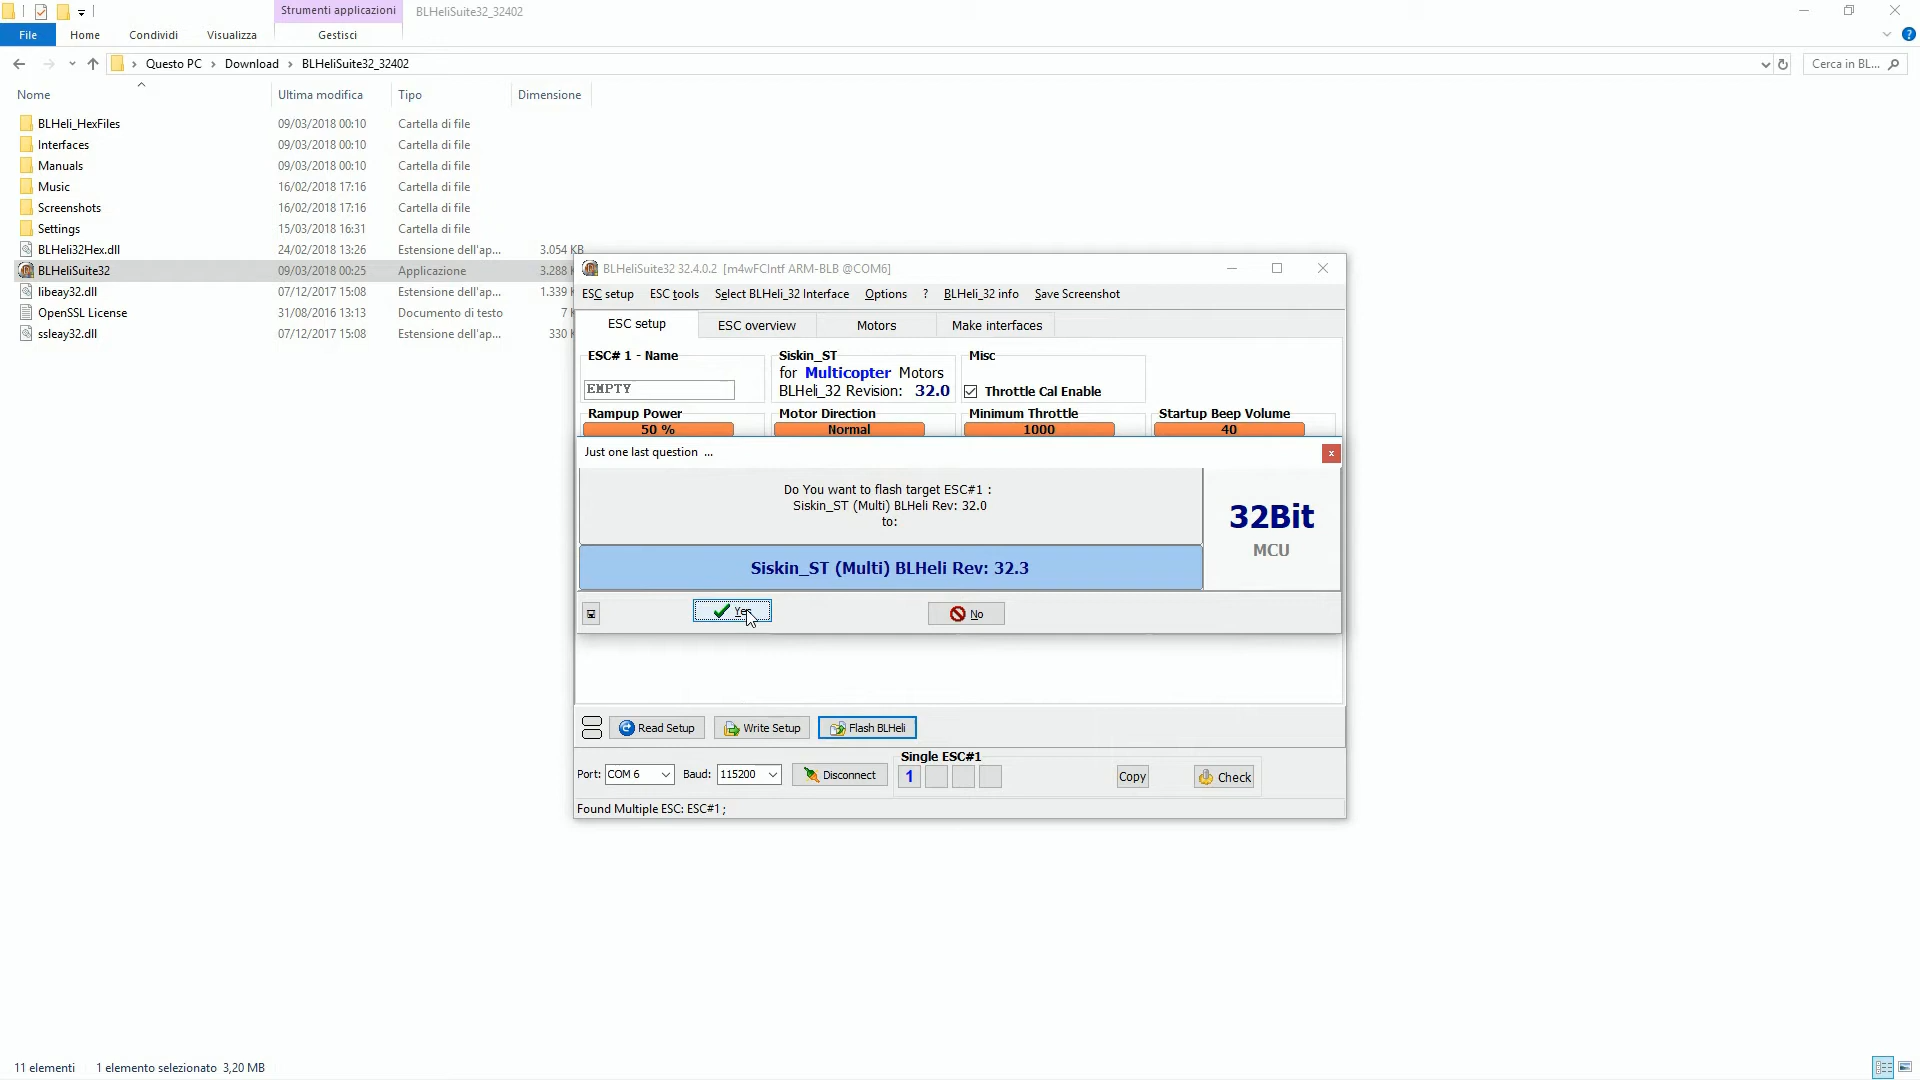 Strumenti applicazioni
BLHeliSuite32_32402
File
Home
Condividi
Visualizza
Gestisci
Questo PC
Download
BLHeliSuite32_32402
Cerca in BL...
Nome
Ultima modifica
Tipo
Dimensione
BLHeli_HexFiles 09/03/2018 00:10 Cartella di file
Interfaces 09/03/2018 00:10 Cartella di file
Manuals 09/03/2018 00:10 Cartella di file
Music 16/02/2018 17:16 Cartella di file
Screenshots 16/02/2018 17:16 Cartella di file
Settings 15/03/2018 16:31 Cartella di file
BLHeli32Hex.dll 24/02/2018 13:26 Estensione dell'ap... 3.054 KB
BLHeliSuite32 09/03/2018 00:25 Applicazione 3.288
libeay32.dll 07/12/2017 15:08 Estensione dell'ap... 1.339
OpenSSL License 31/08/2016 13:13 Documento di testo 7
ssleay32.dll 07/12/2017 15:08 Estensione dell'ap... 330
BLHeliSuite32 32.4.0.2 [m4wFCIntf ARM-BLB @COM6]
ESC setup ESC tools Select BLHeli_32 Interface Options ? BLHeli_32 info Save Screenshot
ESC setup ESC overview Motors Make interfaces
ESC# 1 - Name
EMPTY
Siskin_ST
for Multicopter Motors
BLHeli_32 Revision: 32.0
Misc
Throttle Cal Enable
Rampup Power
50 %
Motor Direction
Normal
Minimum Throttle
1000
Startup Beep Volume
40
Just one last question ...
x
Do You want to flash target ESC#1 :
Siskin_ST (Multi) BLHeli Rev: 32.0
to:
Siskin_ST (Multi) BLHeli Rev: 32.3
32Bit
MCU
Yes
No
Read Setup
Write Setup
Flash BLHeli
Single ESC#1
Port: COM 6 Baud: 115200 Disconnect 1 Copy Check
Found Multiple ESC: ESC#1 ;
11 elementi 1 elemento selezionato 3,20 MB